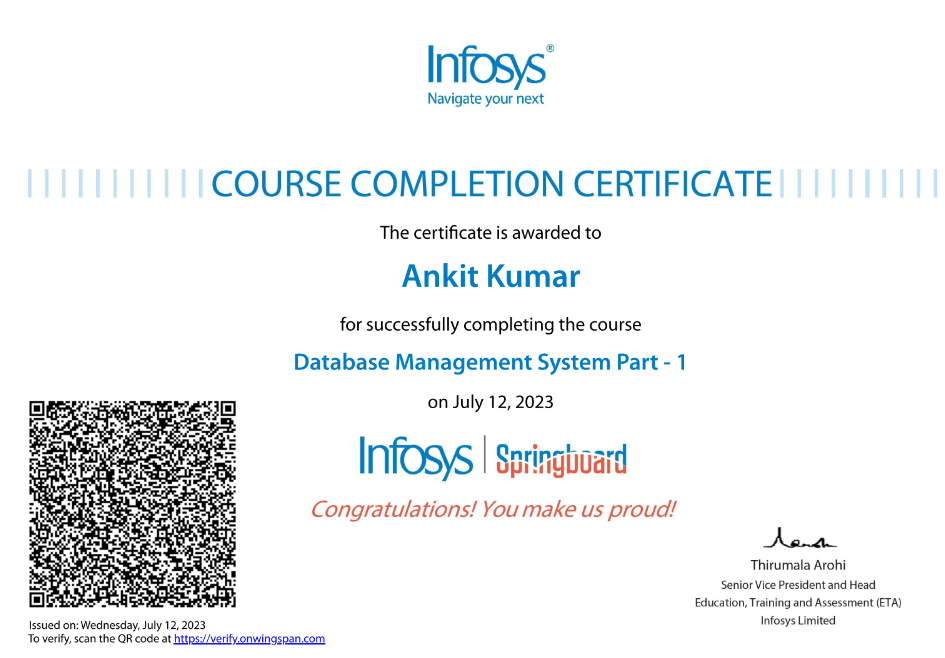 Infosys®
Navigate your next
COURSE COMPLETION CERTIFICATE
The certificate is awarded to
Ankit Kumar
for successfully completing the course
Database Management System Part - 1
on July 12, 2023
Infosys | Springboard
Congratulations! You make us proud!
Thirumala Arohi
Senior Vice President and Head
Education, Training and Assessment (ETA)
Infosys Limited
Issued on: Wednesday, July 12, 2023
To verify, scan the QR code at https://verify.onwingspan.com